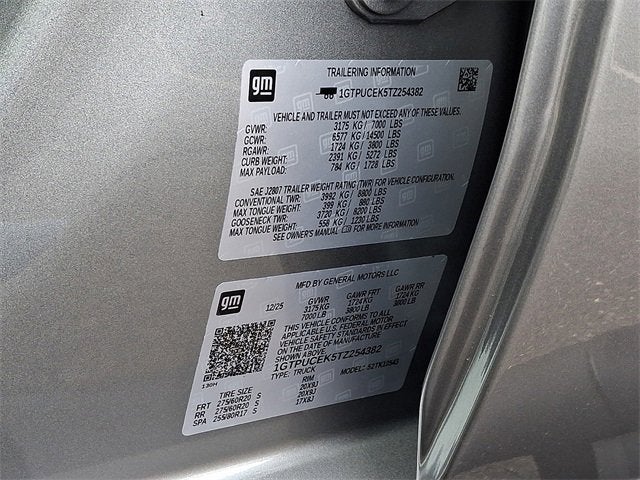 gm
TRAILERING INFORMATION
1GTPUCEK5TZ254382
VEHICLE AND TRAILER MUST NOT EXCEED ANY OF THESE VALUES.
GVWR: 3175 KG/ 7000 LBS
GCWR: 6577 KG/14500 LBS
RGAWR: 1724 KG/ 3800 LBS
CURB WEIGHT: 2391 KG/ 5272 LBS
MAX PAYLOAD: 784 KG/ 1728 LBS
SAE J2807 TRAILER WEIGHT RATING (TWR) FOR VEHICLE CONFIGURATION.
CONVENTIONAL TWR: 3992 KG/ 8800 LBS
MAX TONGUE WEIGHT: 399 KG/ 880 LBS
GOOSENECK TWR: 3720 KG/ 8200 LBS
MAX TONGUE WEIGHT: 558 KG/ 1230 LBS
SEE OWNER'S MANUAL FOR MORE INFORMATION
gm
MFD BY GENERAL MOTORS LLC
12/25 GVWR GAWR FRT GAWR RR
3175 KG 1724 KG 1724 KG
7000 LB 3800 LB 3800 LB
THIS VEHICLE CONFORMS TO ALL
APPLICABLE U.S. FEDERAL MOTOR
VEHICLE SAFETY STANDARDS IN EFFECT
ON THE DATE OF MANUFACTURE
SHOWN ABOVE.
1GTPUCEK5TZ254382
TYPE: TRUCK MODEL:
130H
TIRE SIZE RIM
FRT 275/60R20 S 20X9J
RR 275/60R20 S 20X9J
SPA 255/80R17 S 17X8J